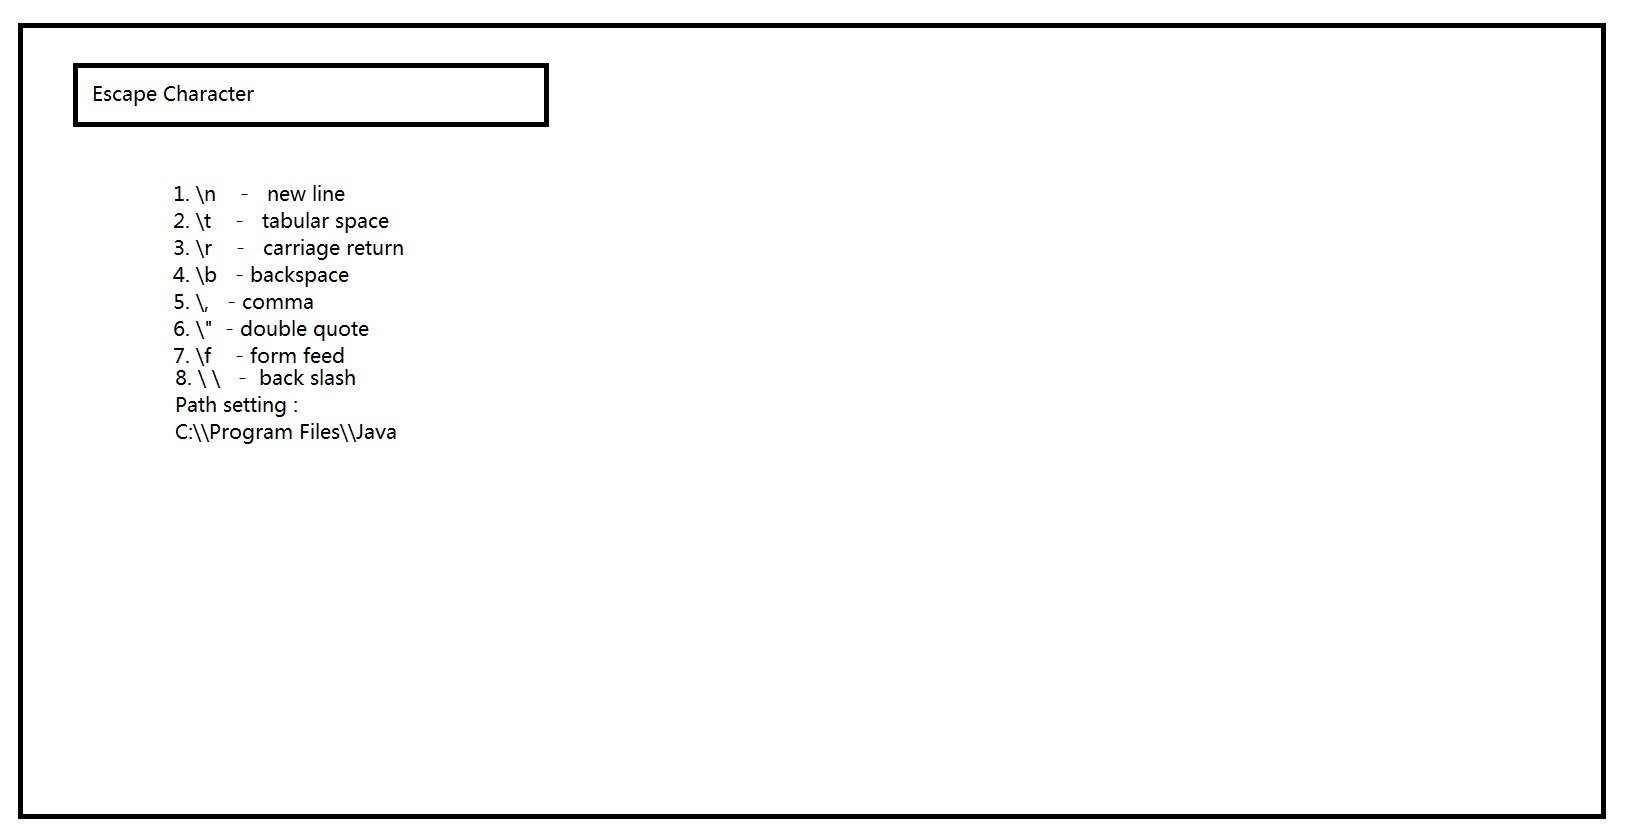 Escape Character
1. \n - new line
2. \t - tabular space
3. \r - carriage return
4. \b - backspace
5. \, - comma
6. \" - double quote
7. \f - form feed
8. \ \ - back slash
Path setting :
C:\\Program Files\\Java